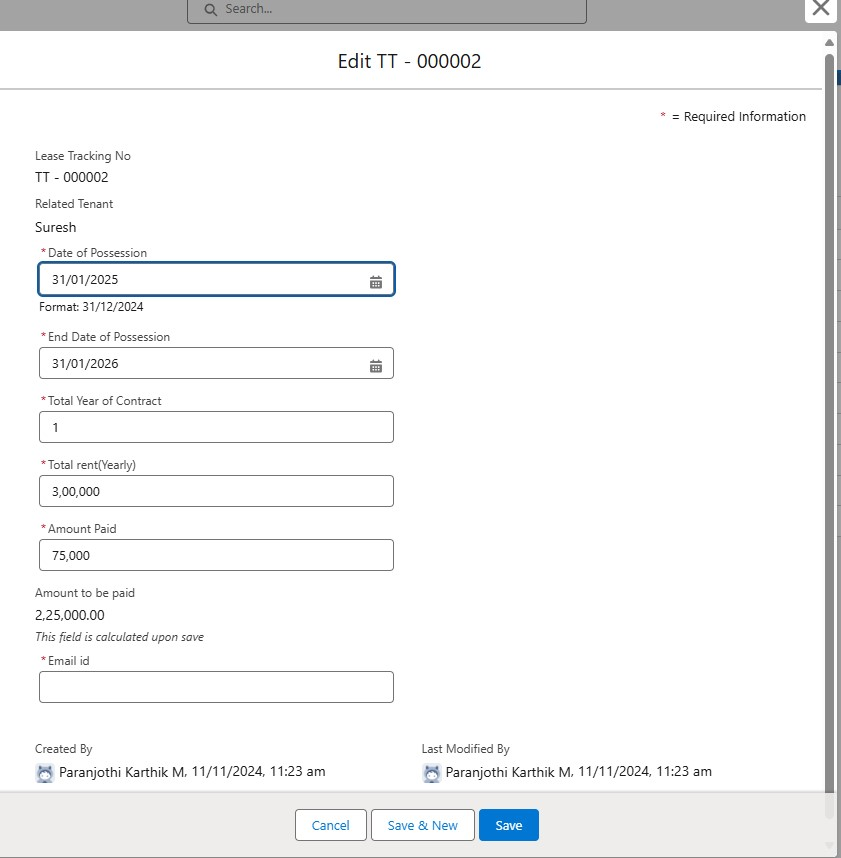 Search...
Edit TT - 000002
* = Required Information
Lease Tracking No
TT - 000002
Related Tenant
Suresh
*Date of Possession
31/01/2025
Format: 31/12/2024
*End Date of Possession
31/01/2026
*Total Year of Contract
1
*Total rent(Yearly)
3,00,000
*Amount Paid
75,000
Amount to be paid
2,25,000.00
This field is calculated upon save
*Email id
Created By
Paranjothi Karthik M, 11/11/2024, 11:23 am
Last Modified By
Paranjothi Karthik M, 11/11/2024, 11:23 am
Cancel
Save & New
Save